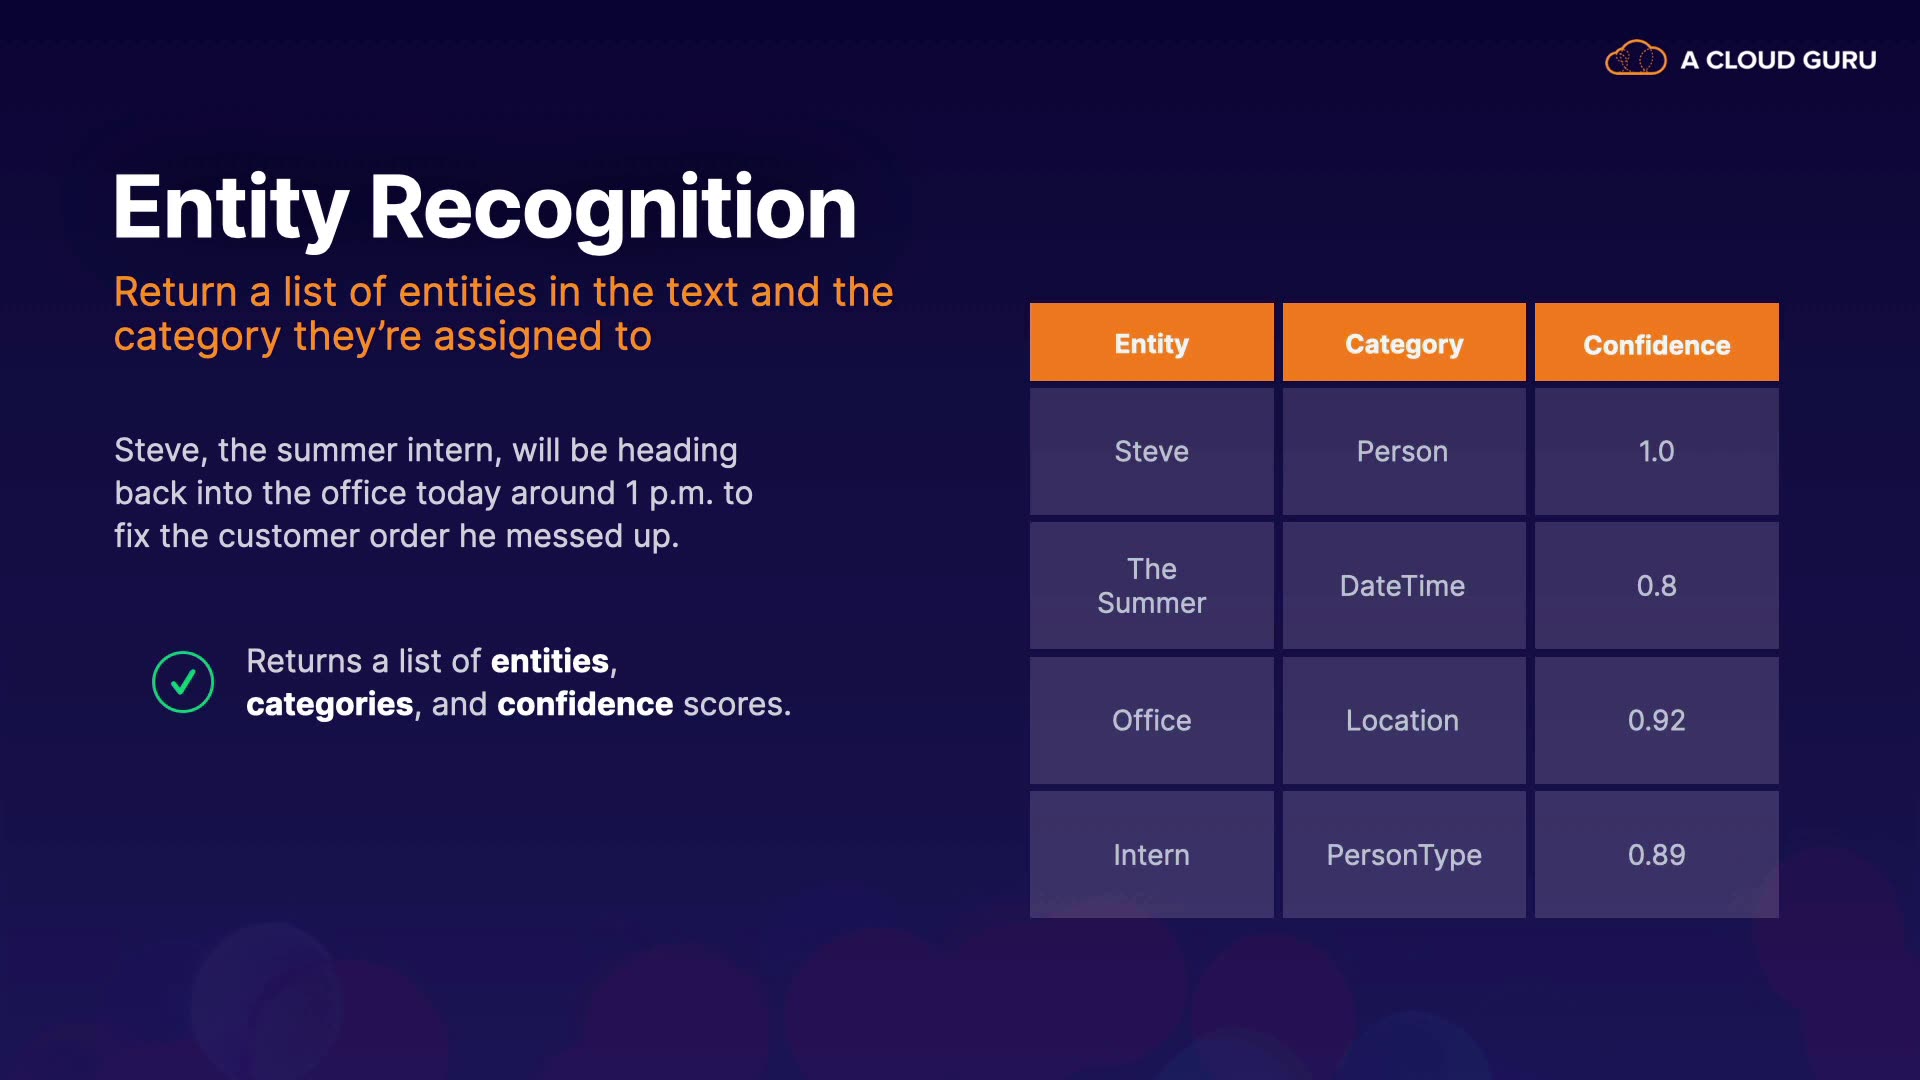 A CLOUD GURU
Entity Recognition
Return a list of entities in the text and the
category they’re assigned to
Steve, the summer intern, will be heading
back into the office today around 1 p.m. to
fix the customer order he messed up.
Returns a list of entities,
categories, and confidence scores.
Entity Category Confidence
Steve Person 1.0
The
Summer DateTime 0.8
Office Location 0.92
Intern PersonType 0.89